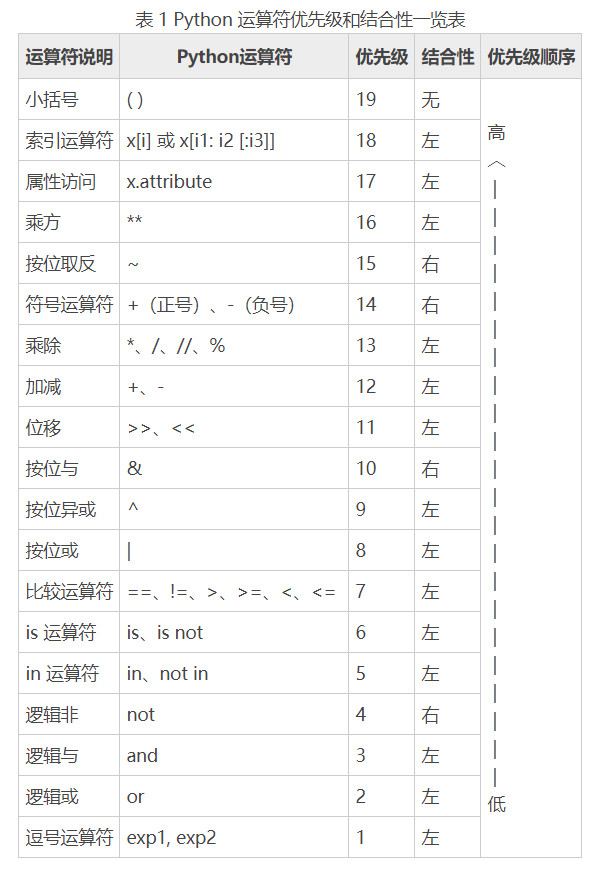 表 1 Python 运算符优先级和结合性一览表
运算符说明 Python运算符 优先级 结合性 优先级顺序
小括号 ( ) 19 无
高
索引运算符 x[i] 或 x[i1: i2 [:i3]] 18 左
︿
属性访问 x.attribute 17 左
乘方 ** 16 左
按位取反 ~ 15 右
符号运算符 +（正号）、-（负号） 14 右
乘除 *、/、//、% 13 左
加减 +、- 12 左
位移 >>、<< 11 左
按位与 & 10 右
按位异或 ^ 9 左
按位或 | 8 左
比较运算符 ==、!=、>、>=、<、<= 7 左
is 运算符 is、is not 6 左
in 运算符 in、not in 5 左
逻辑非 not 4 右
逻辑与 and 3 左
逻辑或 or 2 左
低
逗号运算符 exp1, exp2 1 左